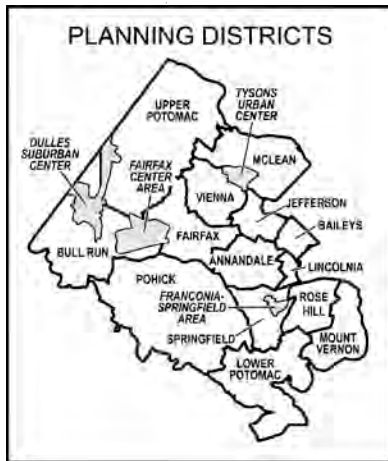 PLANNING DISTRICTS
UPPER
POTOMAC
TYSONS
URBAN
CENTER
DULLES
SUBURBAN
CENTER
MCLEAN
FAIRFAX
CENTER
AREA
VIENNA
JEFFERSON
BAILEYS
FAIRFAX
BULL RUN
ANNANDALE
LINCOLNIA
POHICK
FRANCONIA-
SPRINGFIELD
AREA
ROSE
HILL
SPRINGFIELD
MOUNT
VERNON
LOWER
POTOMAC